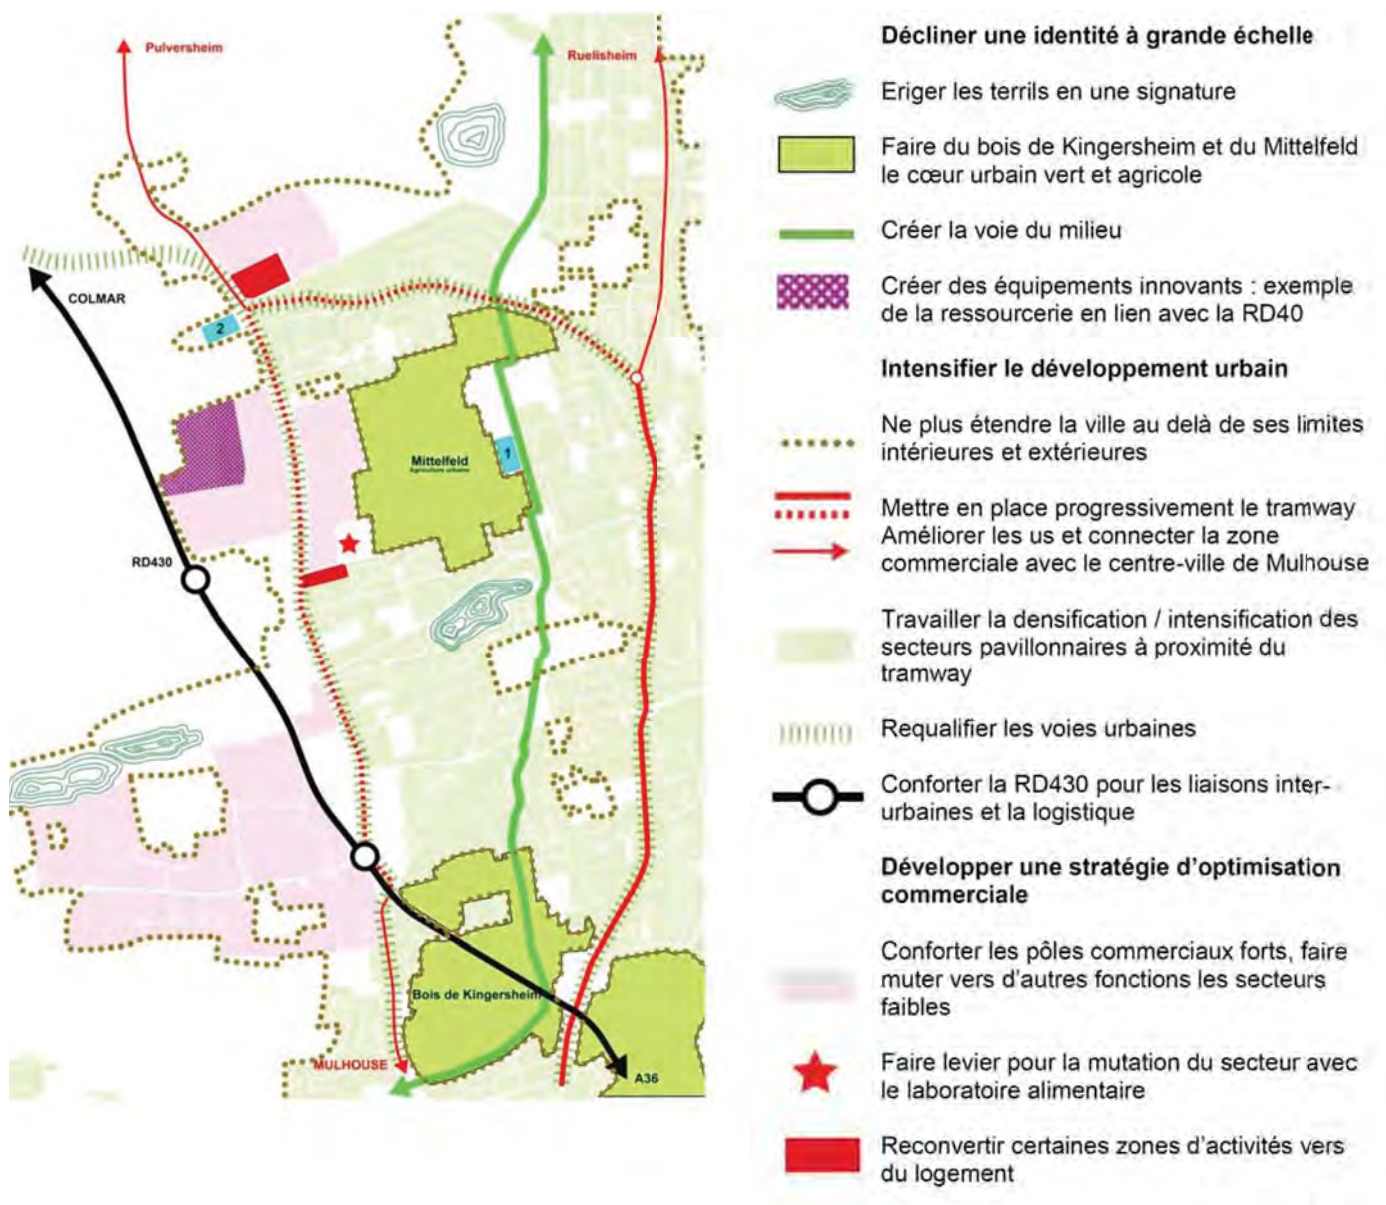 Pulversheim
Ruelisheim
COLMAR
2
1
Mittelfeld
Agriculture urbaine
RD430
Bois de Kingersheim
MULHOUSE
A36
Décliner une identité à grande échelle
Eriger les terrils en une signature
Faire du bois de Kingersheim et du Mittelfeld
le cœur urbain vert et agricole
Créer la voie du milieu
Créer des équipements innovants : exemple
de la ressourcerie en lien avec la RD40
Intensifier le développement urbain
Ne plus étendre la ville au delà de ses limites
intérieures et extérieures
Mettre en place progressivement le tramway
Améliorer les us et connecter la zone
commerciale avec le centre-ville de Mulhouse
Travailler la densification / intensification des
secteurs pavillonnaires à proximité du
tramway
Requalifier les voies urbaines
Conforter la RD430 pour les liaisons inter-
urbaines et la logistique
Développer une stratégie d'optimisation
commerciale
Conforter les pôles commerciaux forts, faire
muter vers d'autres fonctions les secteurs
faibles
Faire levier pour la mutation du secteur avec
le laboratoire alimentaire
Reconvertir certaines zones d'activités vers
du logement